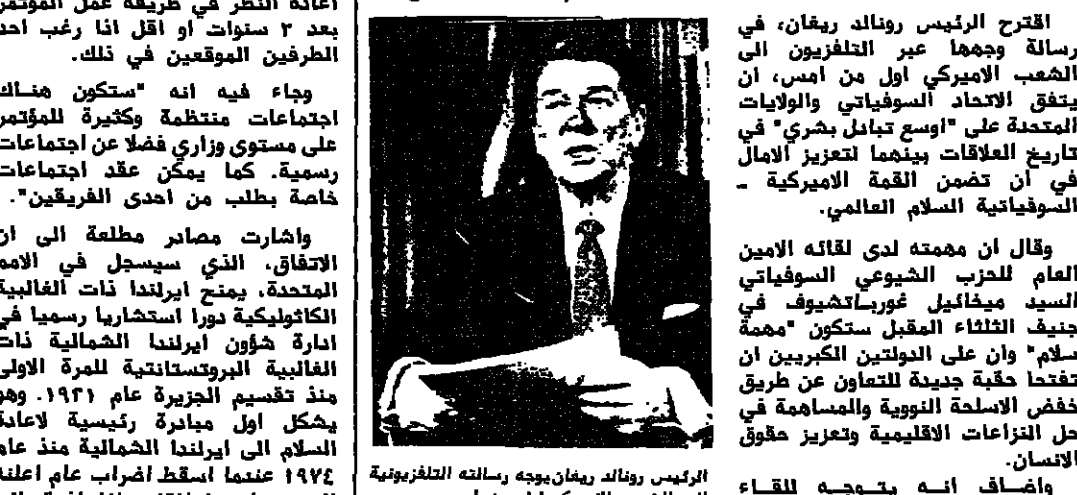 اقترح الرئيس رونالد ريغان، في
رسالة وجهها عبر التلفزيون الى
الشعب الاميركي اول من امس، ان
يتفق الاتحاد السوفياتي والولايات
المتحدة على "اوسع تبادل بشري" في
تاريخ العلاقات بينهما لتعزيز الامال
في ان تضمن القمة الاميركية ـ
السوفياتية السلام العالمي.
وقال ان مهمته لدى لقائه الامين
العام للحزب الشيوعي السوفياتي
السيد ميخائيل غورباتشيوف في
جنيف الثلثاء المقبل ستكون "مهمة
سلام" وان على الدولتين الكبريين ان
تفتحا حقبة جديدة للتعاون عن طريق
خفض الاسلحة النووية والمساهمة في
حل النزاعات الاقليمية وتعزيز حقوق
الانسان.
واضاف انه يتوجه للقاء
الرئيس رونالد ريغان يوجه رسالته التلفزيونية
اعادة النظر في طريقة عمل المؤتمر
بعد ٣ سنوات او اقل اذا رغب احد
الطرفين الموقعين في ذلك.
وجاء فيه انه "ستكون هناك
اجتماعات منتظمة وكثيرة للمؤتمر
على مستوى وزاري فضلا عن اجتماعات
رسمية. كما يمكن عقد اجتماعات
خاصة بطلب من احدى الفريقين".
واشارت مصادر مطلعة الى ان
الاتفاق، الذي سيسجل في الامم
المتحدة، يمنح ايرلندا ذات الغالبية
الكاثوليكية دورا استشاريا رسميا في
ادارة شؤون ايرلندا الشمالية ذات
الغالبية البروتستانتية للمرة الاولى
منذ تقسيم الجزيرة عام ١٩٢١. وهو
يشكل اول مبادرة رئيسية لاعادة
السلام الى ايرلندا الشمالية منذ عام
١٩٧٤ عندما اسقط اضراب عام اعلنه